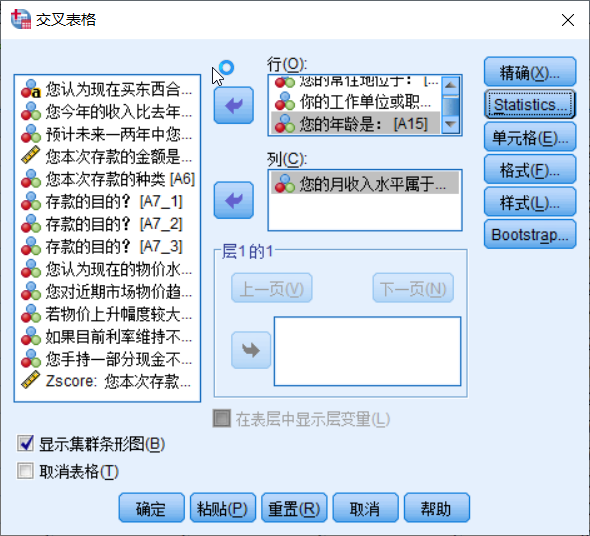 交叉表格
您认为现在买东西合...
您今年的收入比去年...
预计未来一两年中您...
您本次存款的金额是...
您本次存款的种类 [A6]
存款的目的？ [A7_1]
存款的目的？ [A7_2]
存款的目的？ [A7_3]
您认为现在的物价水...
您对近期市场物价趋...
若物价上升幅度较大...
如果目前利率维持不...
您手持一部分现金不...
Zscore: 您本次存款...
行(O):
您的常住地位于： [...
你的工作单位或职...
您的年龄是： [A15]
列(C):
您的月收入水平属于...
层1的1
上一页(V)
下一页(N)
在表层中显示层变量(L)
精确(X)...
Statistics...
单元格(E)...
格式(F)...
样式(L)...
Bootstrap...
显示集群条形图(B)
取消表格(T)
确定
粘贴(P)
重置(R)
取消
帮助